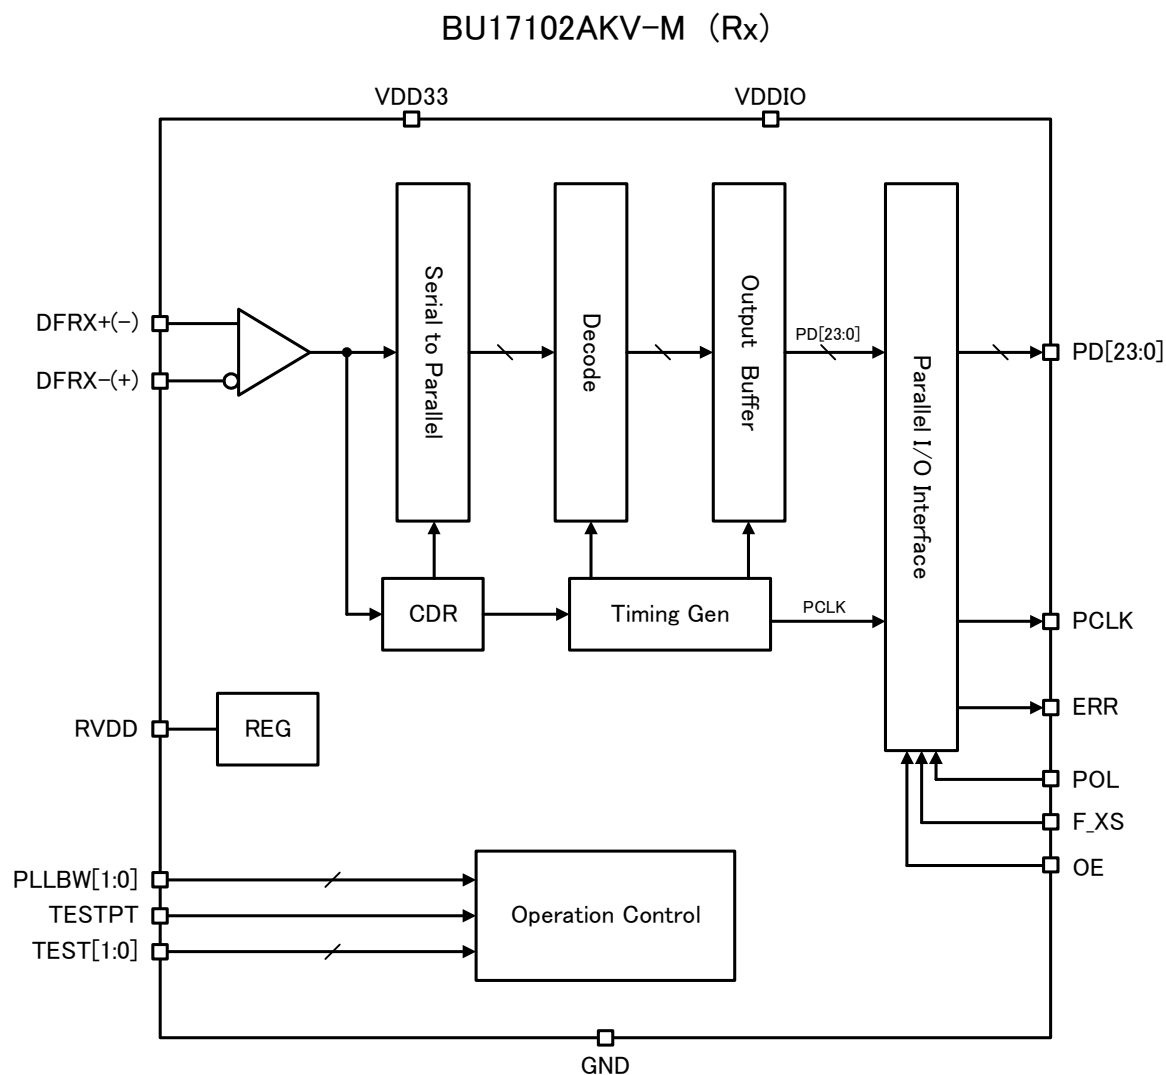 BU17102AKV-M (Rx)
VDD33
VDDIO
DFRX+(-)
DFRX-(+)
Serial to Parallel
Decode
Output Buffer
PD[23:0]
Parallel I/O Interface
PD[23:0]
CDR
Timing Gen
PCLK
PCLK
ERR
RVDD
REG
POL
F_XS
OE
PLLBW[1:0]
TESTPT
TEST[1:0]
Operation Control
GND